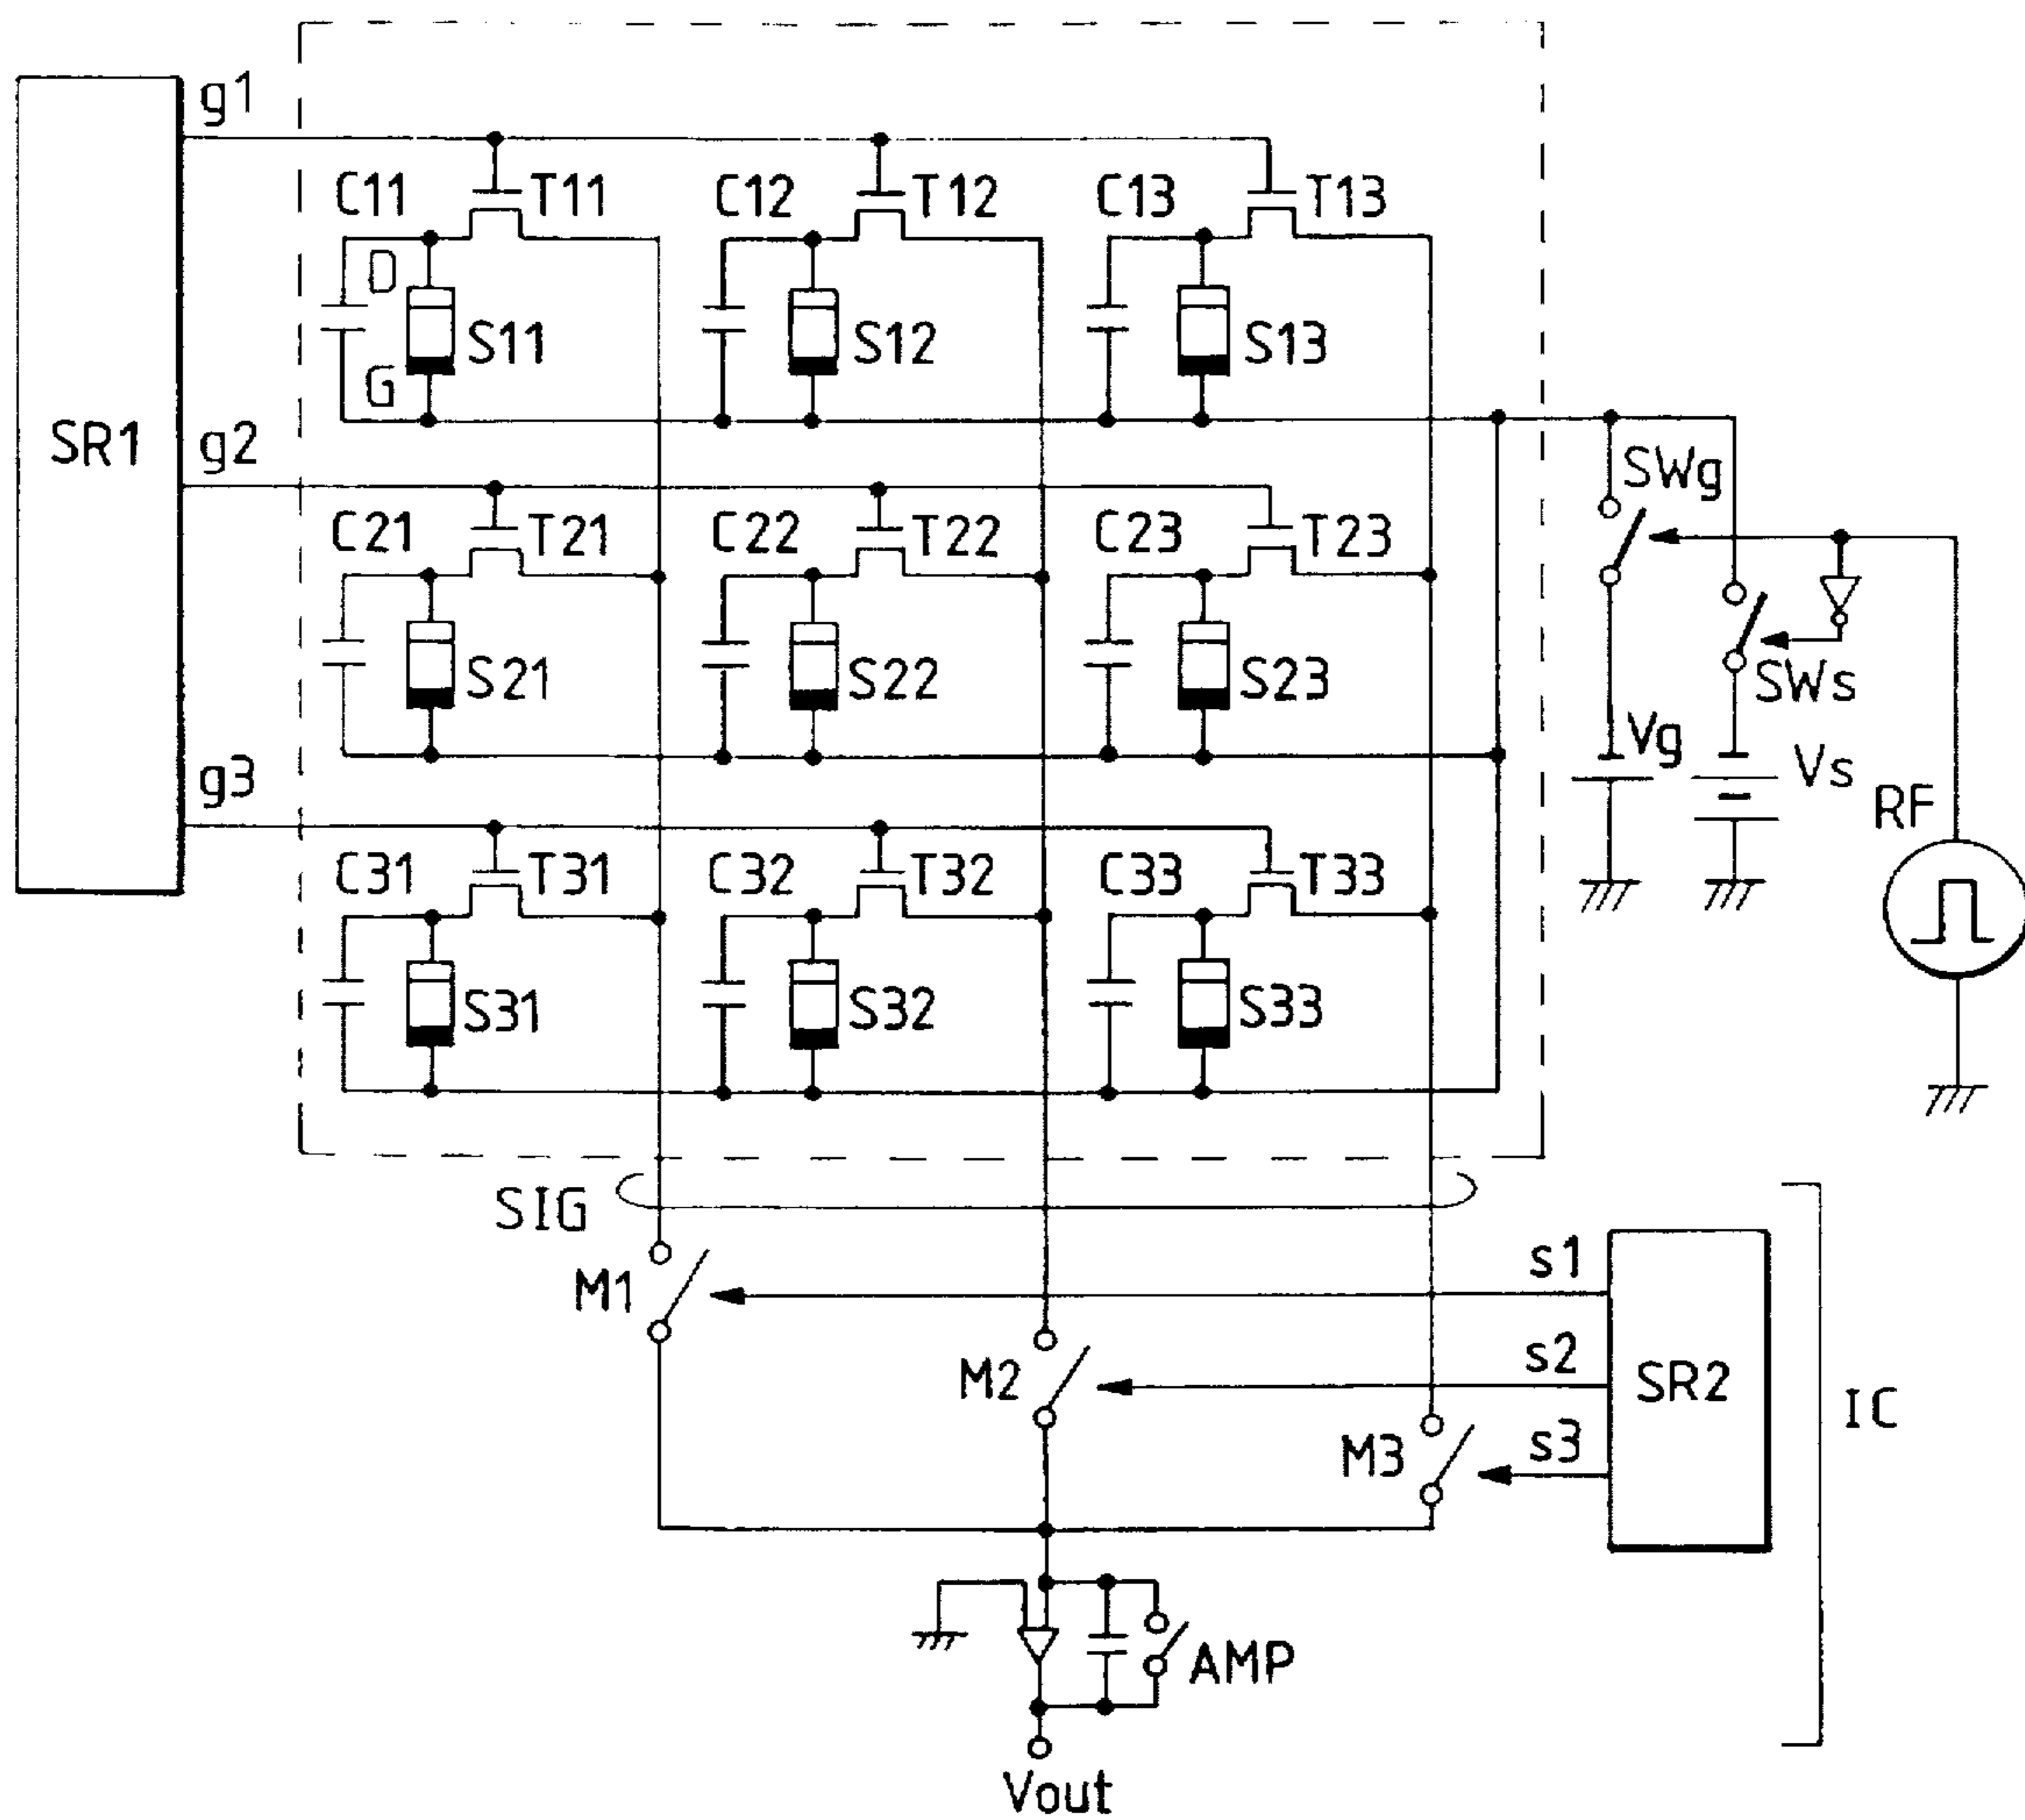 g1
C11 T11 C12 T12 C13 T13
D
S11 S12 S13
G
SR1 g2
SWg
C21 T21 C22 T22 C23 T23
S21 S22 S23 SWs
Vg
g3 Vs
RF
C31 T31 C32 T32 C33 T33
S31 S32 S33
SIG
s1
M1
s2
M2 SR2
IC
s3
M3
AMP
Vout